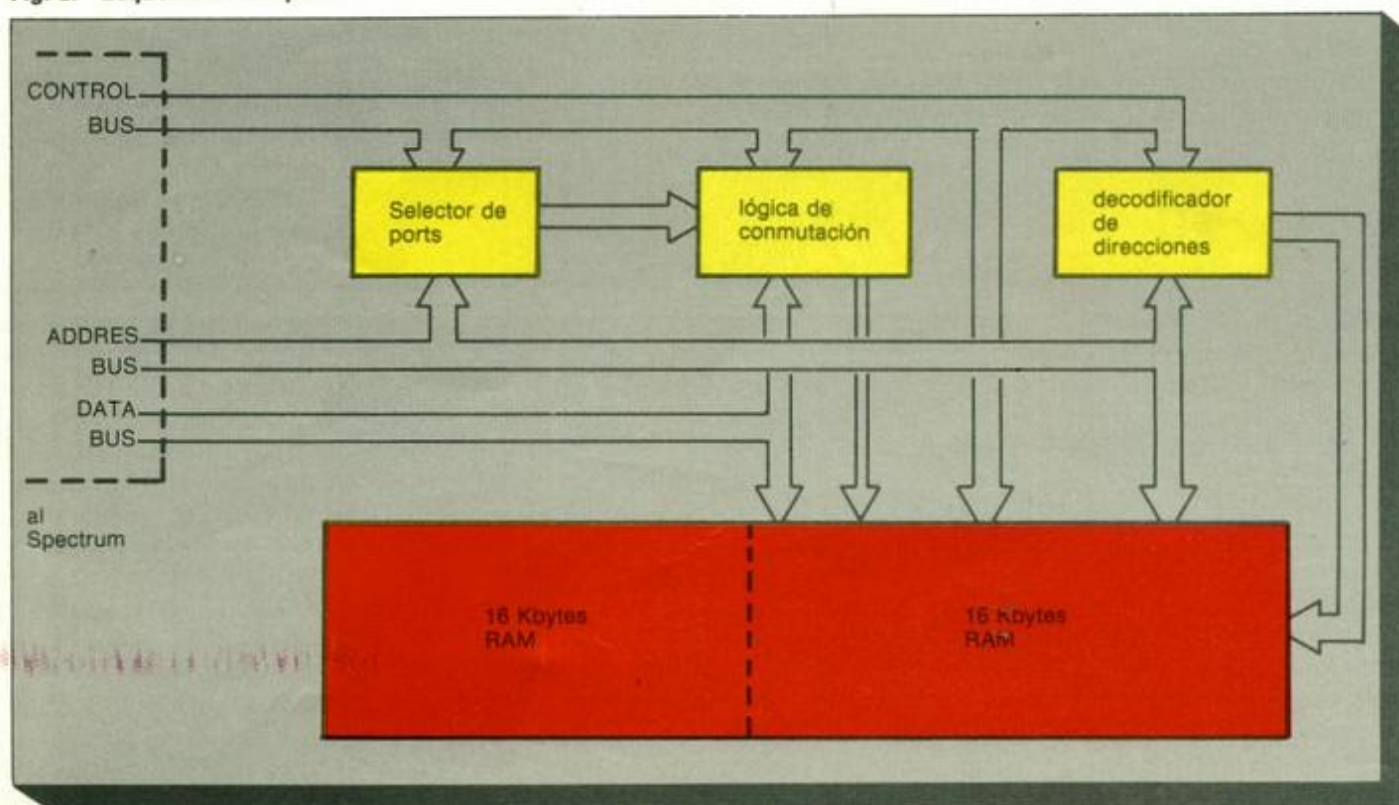 CONTROL
BUS
Selector de
ports
lógica de
conmutación
decodificador
de
direcciones
ADDRES
BUS
DATA
BUS
al
Spectrum
16 Kbytes
RAM
16 Kbytes
RAM